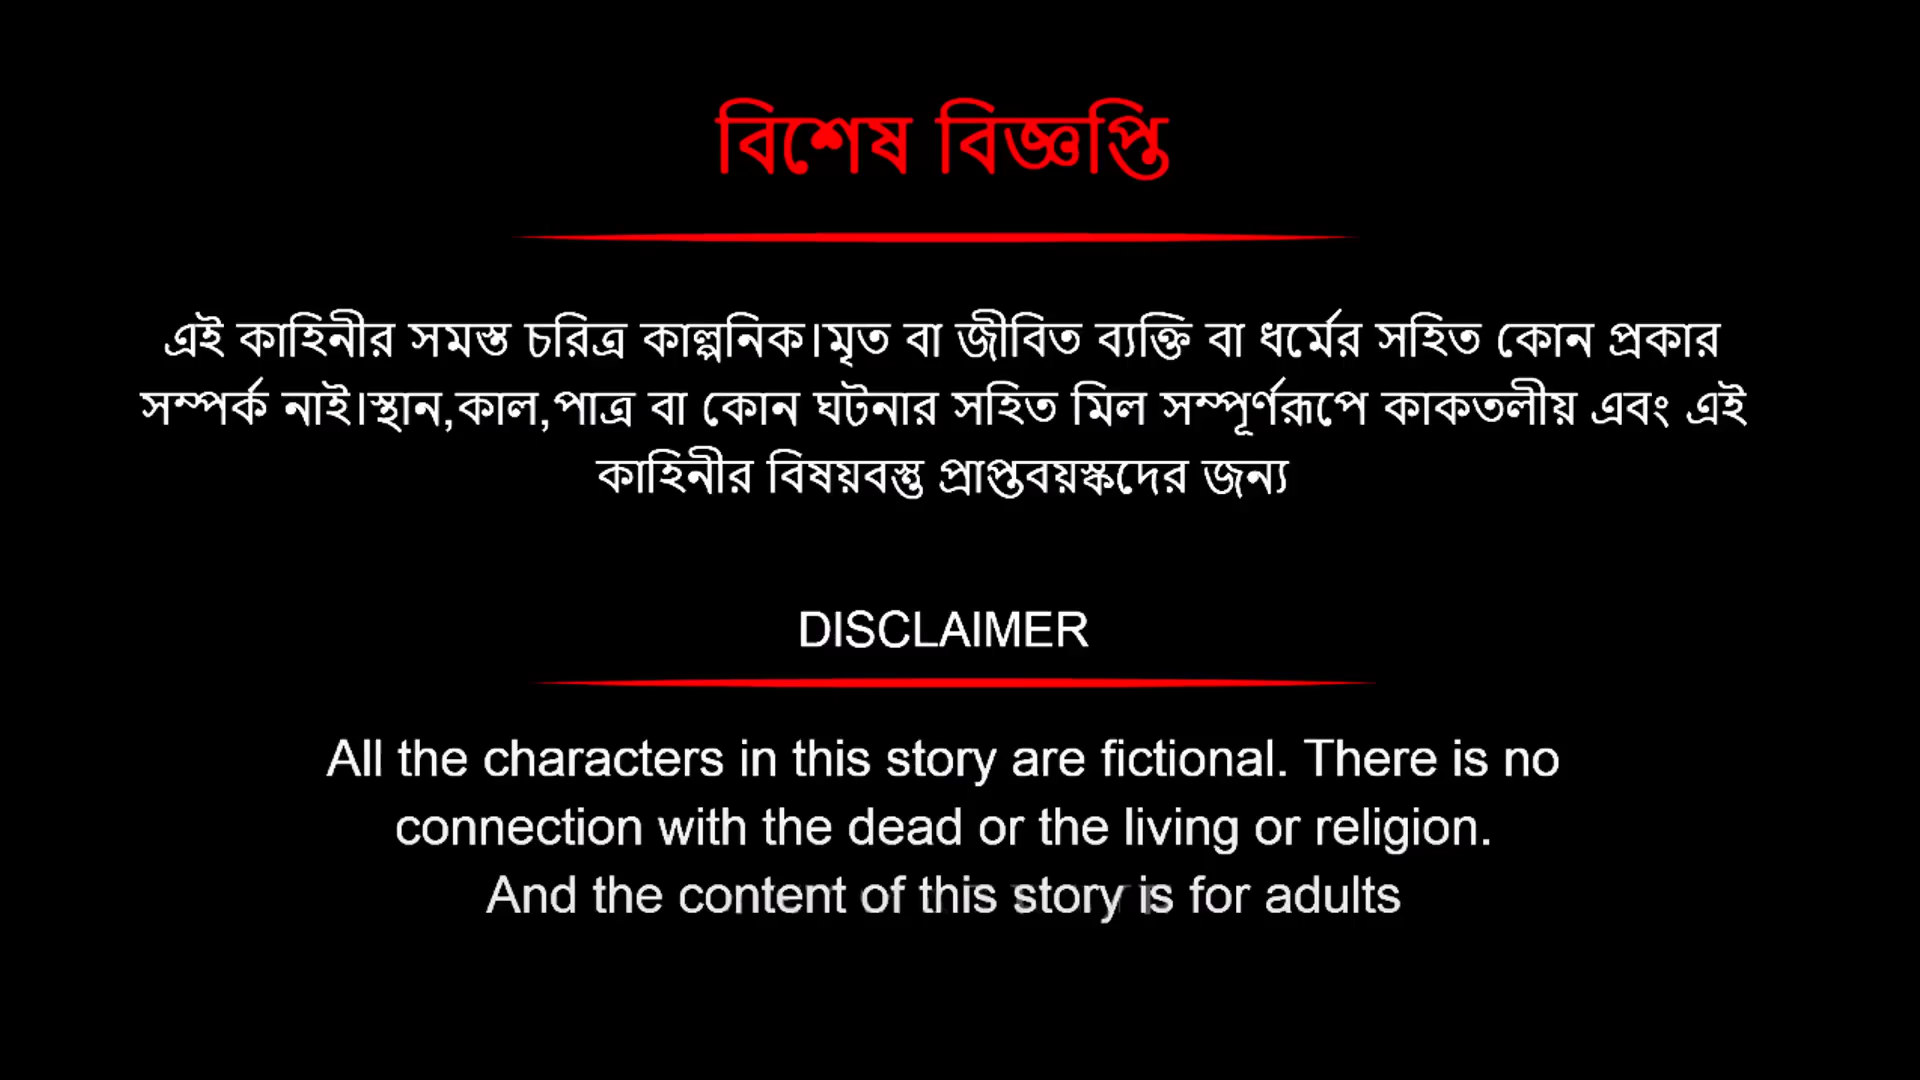 বিশেষ বিজ্ঞপ্তি
এই কাহিনীর সমস্ত চরিত্র কাল্পনিক।মৃত বা জীবিত ব্যক্তি বা ধর্মের সহিত কোন প্রকার
সম্পর্ক নাই।স্থান,কাল,পাত্র বা কোন ঘটনার সহিত মিল সম্পূর্ণরূপে কাকতলীয় এবং এই
কাহিনীর বিষয়বস্তু প্রাপ্তবয়স্কদের জন্য
DISCLAIMER
All the characters in this story are fictional. There is no
connection with the dead or the living or religion.
And the content of this story is for adults